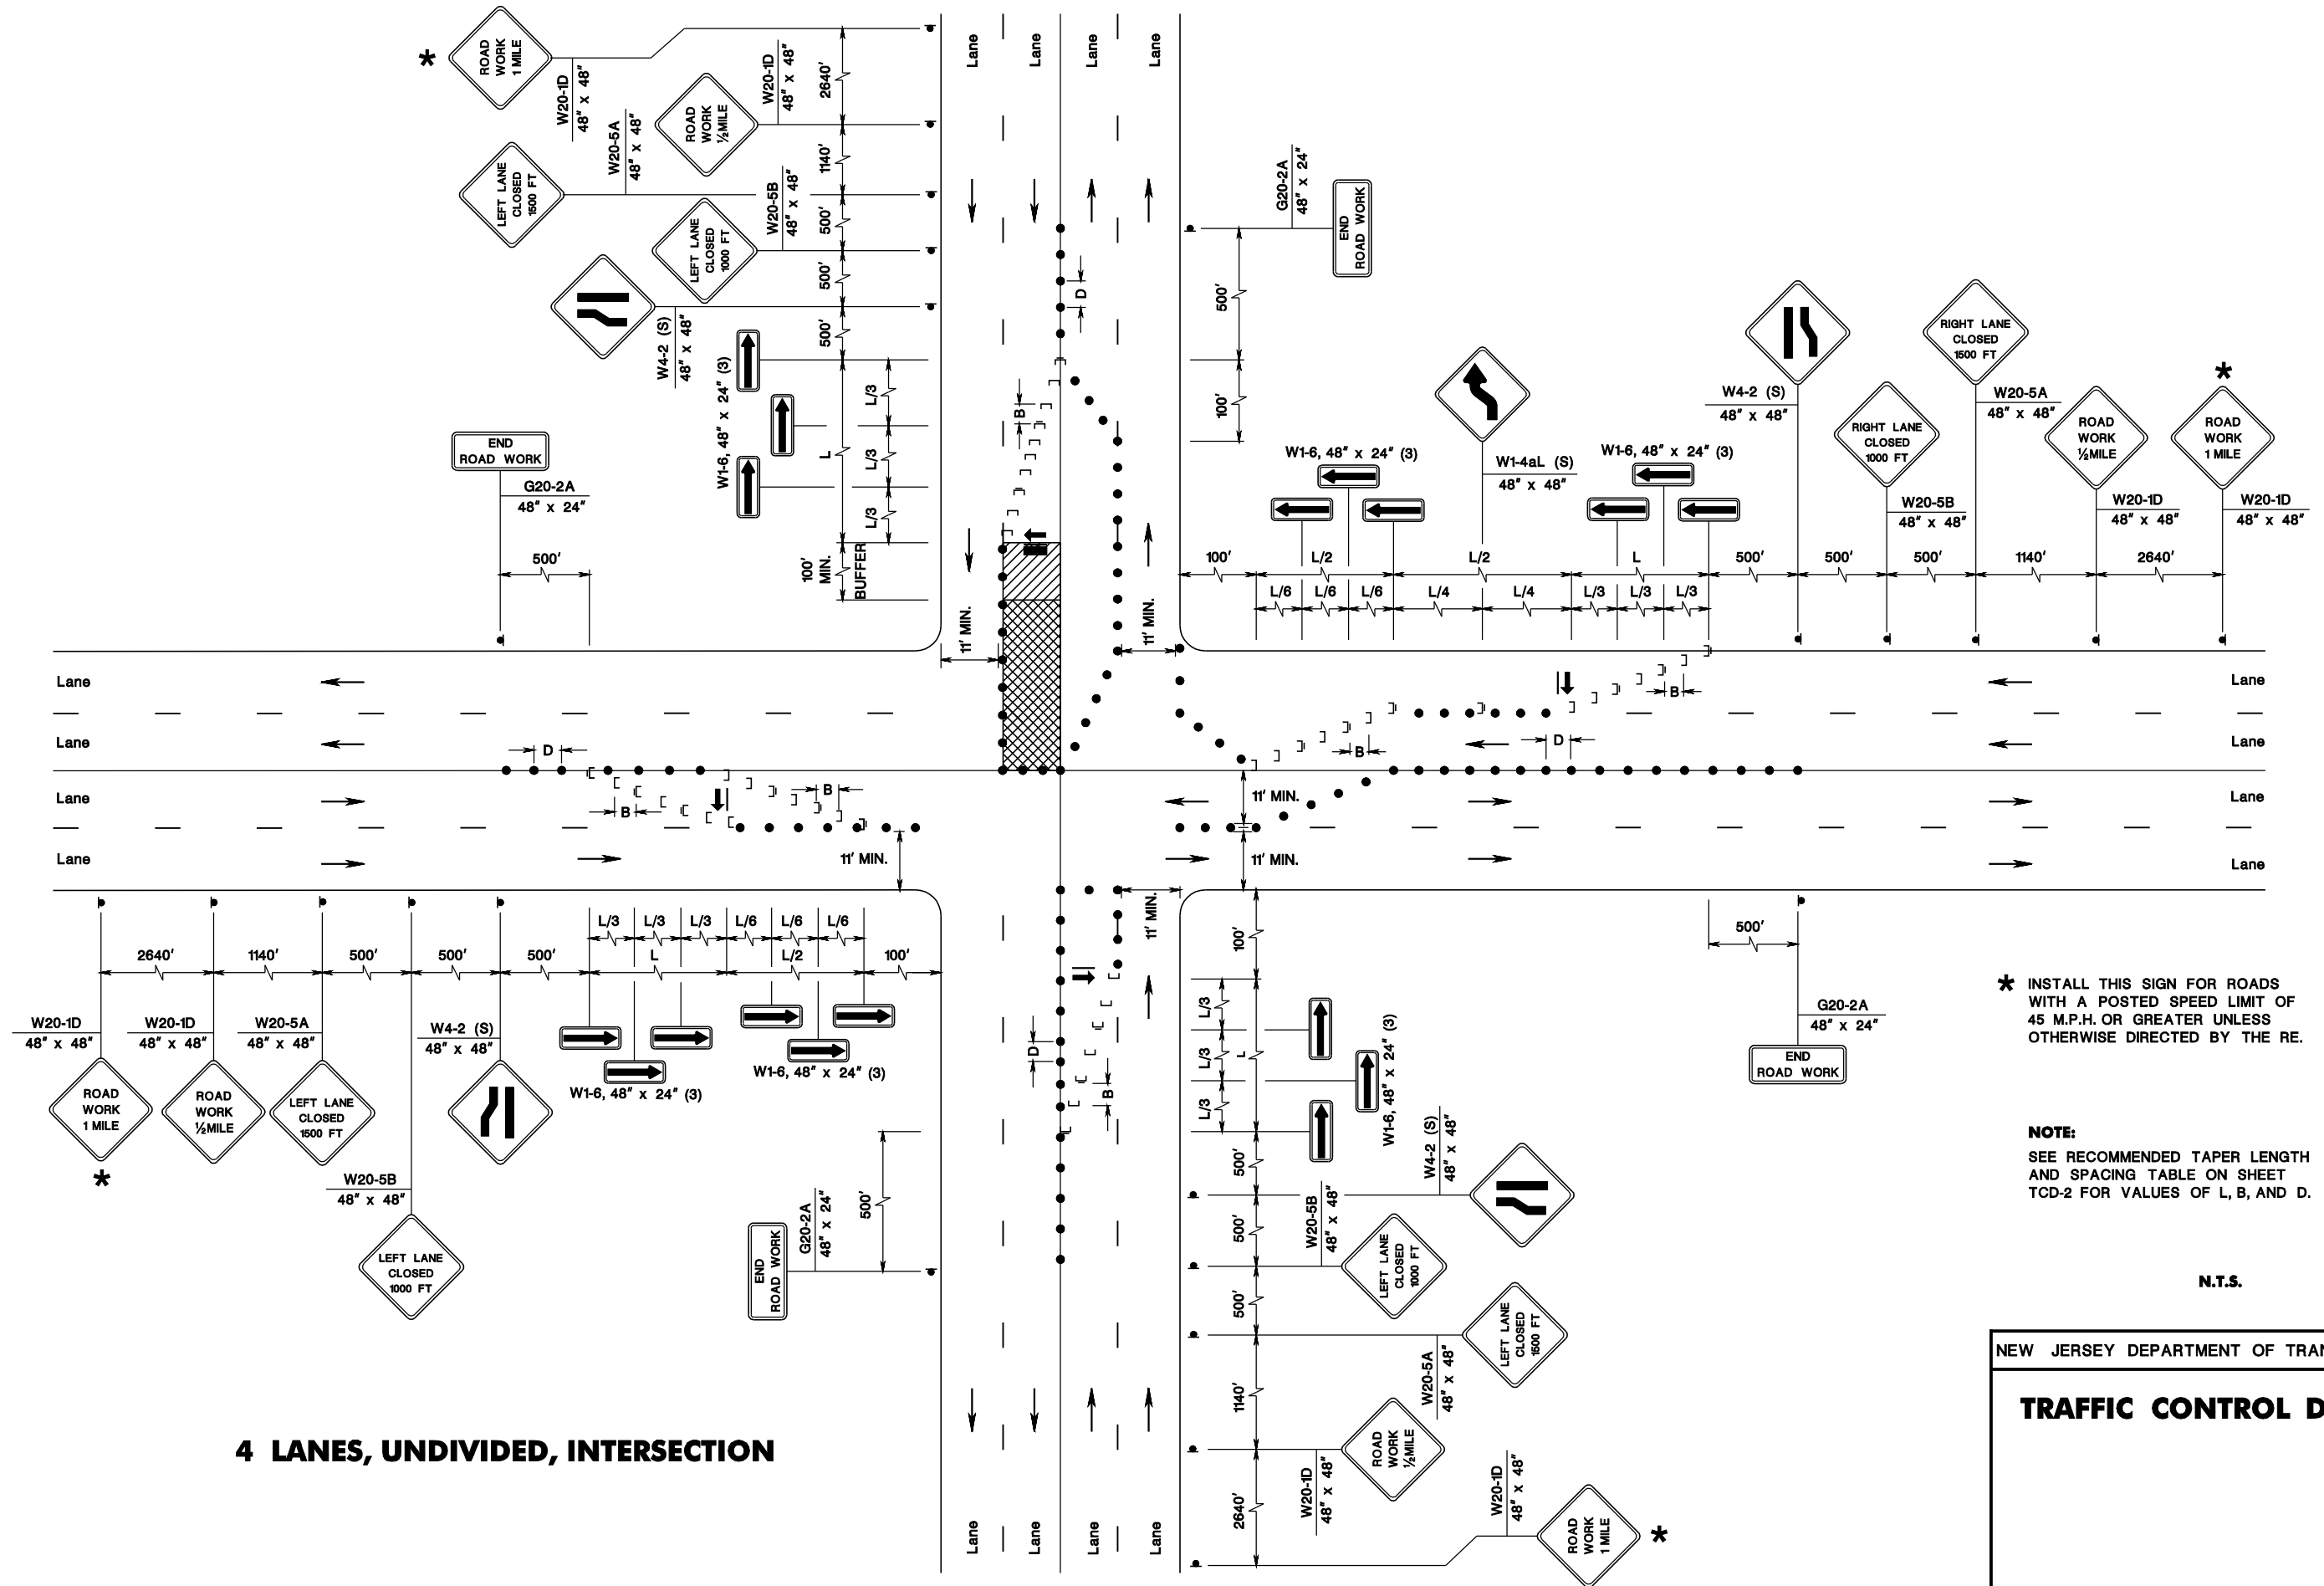 ROAD
WORK
1 MILE
*
W20-1D
48" x 48"
ROAD
WORK
1/2 MILE
W20-1D
48" x 48"
2640'
LEFT LANE
CLOSED
1500 FT
W20-5A
48" x 48"
1140'
LEFT LANE
CLOSED
1000 FT
W20-5B
48" x 48"
500'
500'
W4-2 (S)
48" x 48"
500'
W1-6, 48" x 24" (3)
L/3
L/3
L/3
L
100'
MIN.
BUFFER
END
ROAD WORK
G20-2A
48" x 24"
500'
Lane
Lane
Lane
Lane
D
B
11' MIN.
11' MIN.
G20-2A
48" x 24"
END
ROAD WORK
500'
100'
W1-6, 48" x 24" (3)
W1-4aL (S)
48" x 48"
W1-6, 48" x 24" (3)
W4-2 (S)
48" x 48"
RIGHT LANE
CLOSED
1000 FT
W20-5B
48" x 48"
RIGHT LANE
CLOSED
1500 FT
W20-5A
48" x 48"
ROAD
WORK
1/2 MILE
W20-1D
48" x 48"
*
ROAD
WORK
1 MILE
W20-1D
48" x 48"
100' L/2 L/2 L 500' 500' 500' 1140' 2640'
L/6 L/6 L/6 L/4 L/4 L/3 L/3 L/3
Lane
Lane
Lane
Lane
D
B
B
B
B
D
Lane
Lane
Lane
Lane
11' MIN.
11' MIN.
11' MIN.
11' MIN.
L/3 L/3 L/3 L/6 L/6 L/6
2640' 1140' 500' 500' 500' L L/2 100'
W20-1D
48" x 48"
ROAD
WORK
1 MILE
*
W20-1D
48" x 48"
ROAD
WORK
1/2 MILE
W20-5A
48" x 48"
LEFT LANE
CLOSED
1500 FT
W20-5B
48" x 48"
LEFT LANE
CLOSED
1000 FT
W4-2 (S)
48" x 48"
W1-6, 48" x 24" (3)
W1-6, 48" x 24" (3)
END
ROAD WORK
G20-2A
48" x 24"
500'
D
B
100'
L/3
L/3
L/3
L
W1-6, 48" x 24" (3)
500'
W4-2 (S)
48" x 48"
500'
W20-5B
48" x 48"
LEFT LANE
CLOSED
1000 FT
500'
LEFT LANE
CLOSED
1500 FT
W20-5A
48" x 48"
1140'
ROAD
WORK
1/2 MILE
W20-1D
48" x 48"
2640'
W20-1D
48" x 48"
ROAD
WORK
1 MILE
*
Lane
Lane
Lane
Lane
500'
G20-2A
48" x 24"
END
ROAD WORK
* INSTALL THIS SIGN FOR ROADS
WITH A POSTED SPEED LIMIT OF
45 M.P.H. OR GREATER UNLESS
OTHERWISE DIRECTED BY THE RE.
NOTE:
SEE RECOMMENDED TAPER LENGTH
AND SPACING TABLE ON SHEET
TCD-2 FOR VALUES OF L, B, AND D.
N.T.S.
4 LANES, UNDIVIDED, INTERSECTION
NEW JERSEY DEPARTMENT OF
TRAFFIC CONTROL